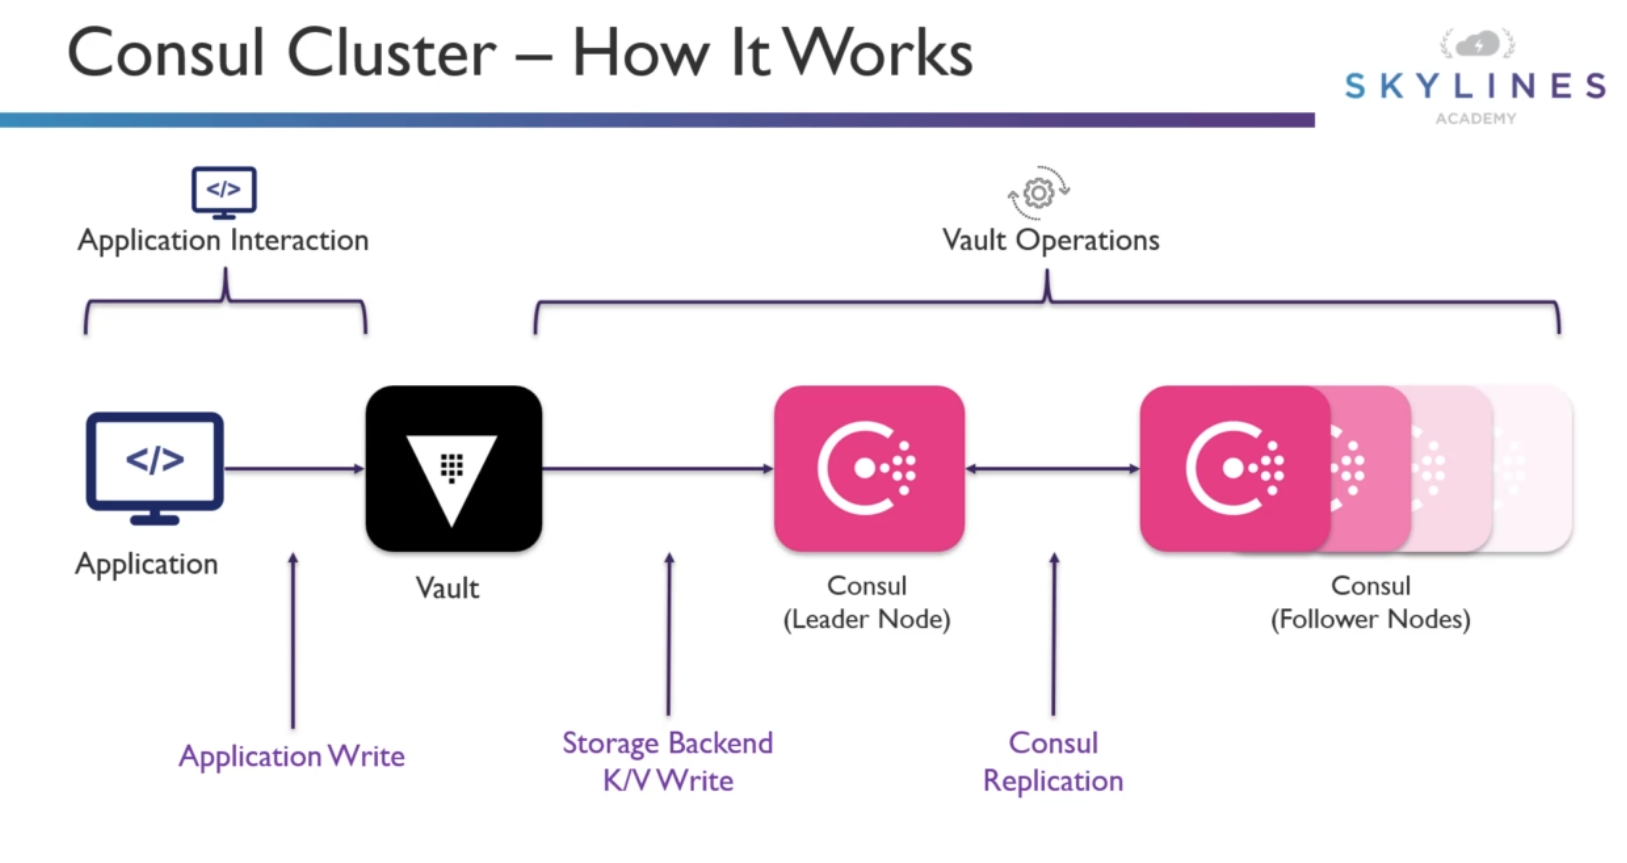 Consul Cluster – How It Works
SKYLINES
ACADEMY
</>
Application Interaction
Vault Operations
</>
Application
Vault
Consul
(Leader Node)
Consul
(Follower Nodes)
Application Write
Storage Backend
K/V Write
Consul
Replication